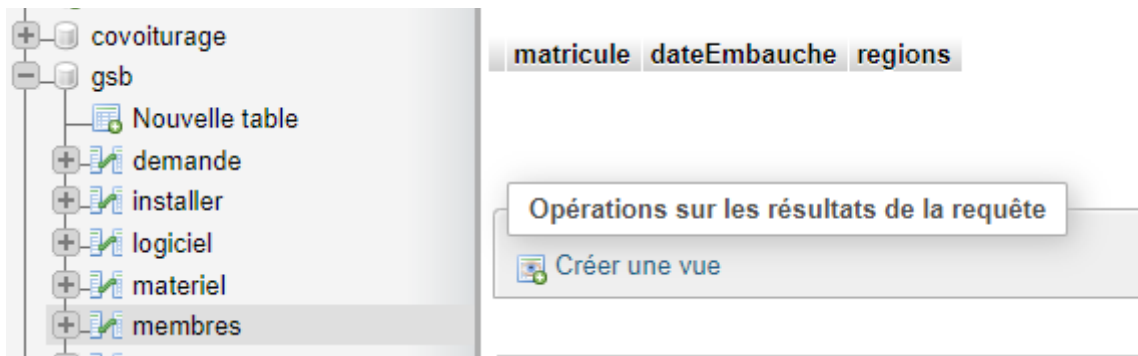 covoiturage
gsb
Nouvelle table
demande
installer
logiciel
materiel
membres
matricule dateEmbauche regions
Opérations sur les résultats de la requête
Créer une vue